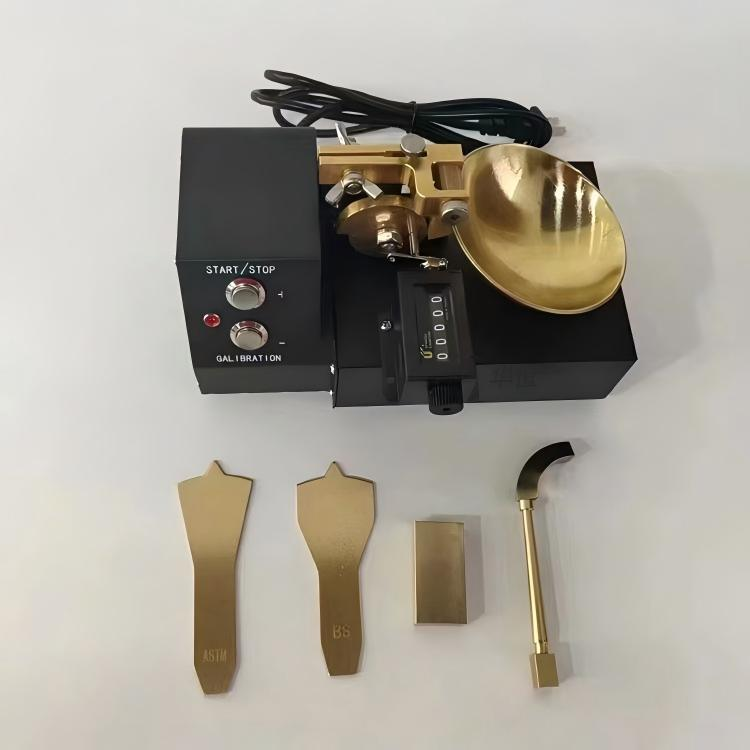 START/STOP
+
-
GALIBRATION
00000
ASTM
BS